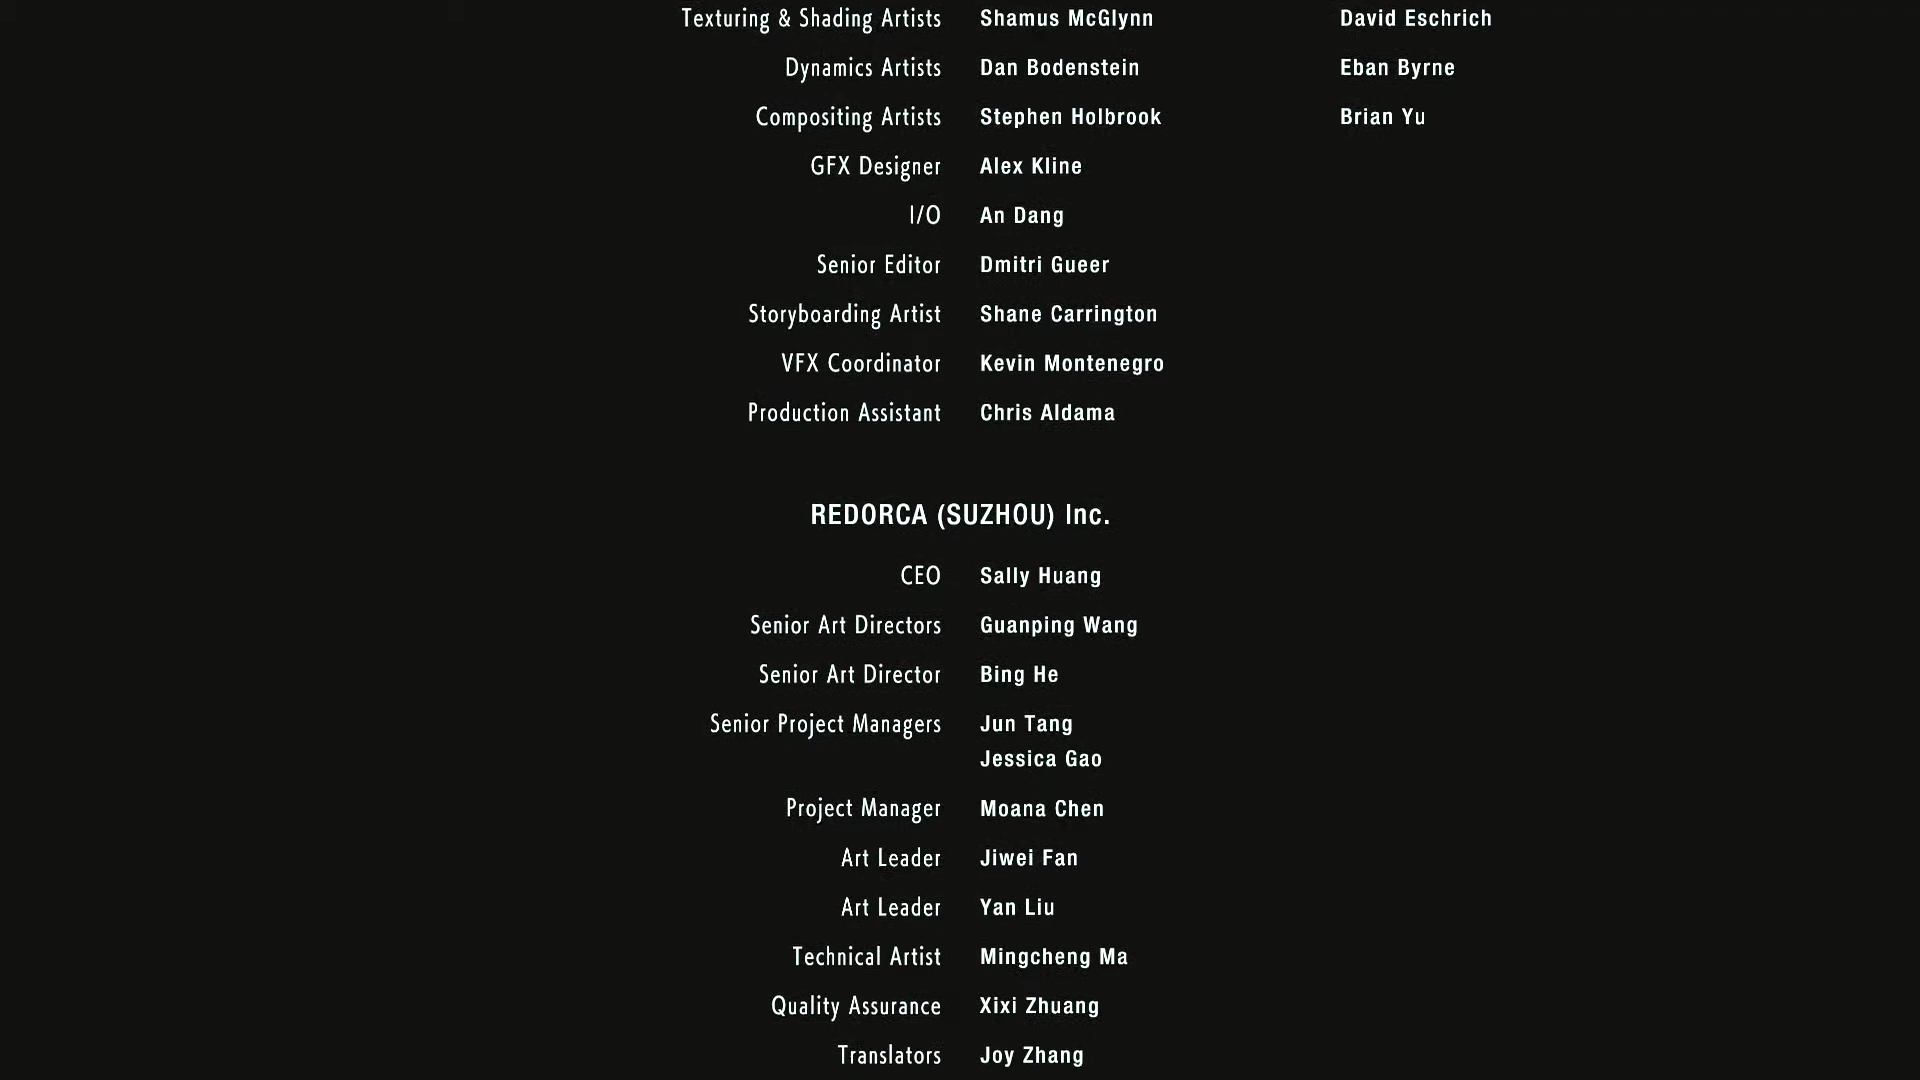 Texturing & Shading Artists Shamus McGlynn David Eschrich
Dynamics Artists Dan Bodenstein Eban Byrne
Compositing Artists Stephen Holbrook Brian Yu
GFX Designer Alex Kline
I/O An Dang
Senior Editor Dmitri Gueer
Storyboarding Artist Shane Carrington
VFX Coordinator Kevin Montenegro
Production Assistant Chris Aldama
REDORCA (SUZHOU) Inc.
CEO Sally Huang
Senior Art Directors Guanping Wang
Senior Art Director Bing He
Senior Project Managers Jun Tang
Jessica Gao
Project Manager Moana Chen
Art Leader Jiwei Fan
Art Leader Yan Liu
Technical Artist Mingcheng Ma
Quality Assurance Xixi Zhuang
Translators Joy Zhang